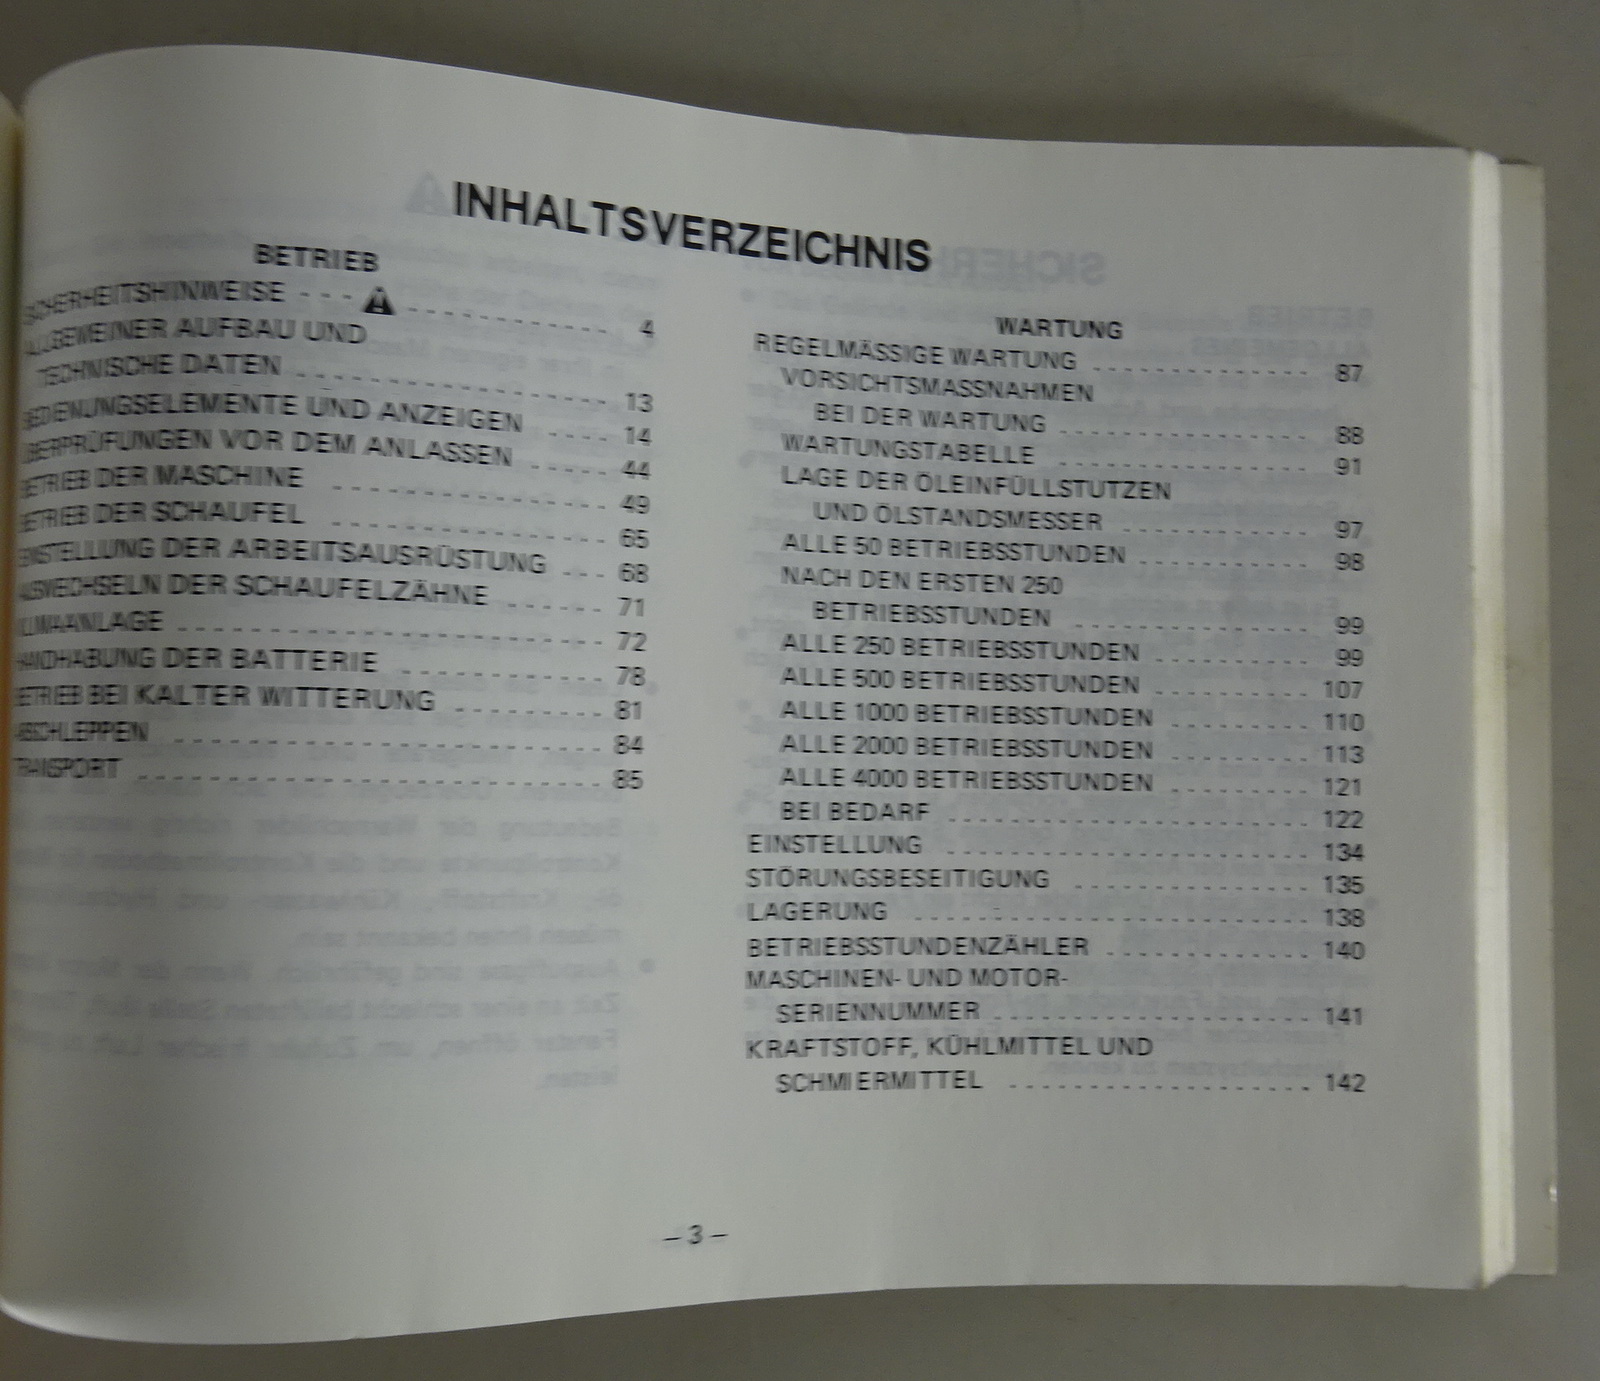 INHALTSVERZEICHNIS
BETRIEB
SICHERHEITSHINWEISE - - - ------------ 4
ALLGEMEINER AUFBAU UND
TECHNISCHE DATEN ---------------- 13
BEDIENUNGSELEMENTE UND ANZEIGEN ---- 14
ÜBERPRÜFUNGEN VOR DEM ANLASSEN ----- 44
BETRIEB DER MASCHINE --------------- 49
BETRIEB DER SCHAUFEL --------------- 65
EINSTELLUNG DER ARBEITSAUSRÜSTUNG --- 68
AUSWECHSELN DER SCHAUFELZÄHNE ------ 71
KLIMAANLAGE ----------------------- 72
HANDHABUNG DER BATTERIE ----------- 78
BETRIEB BEI KALTER WITTERUNG --------- 81
ABSCHLEPPEN ----------------------- 84
TRANSPORT ------------------------- 85
WARTUNG
REGELMÄSSIGE WARTUNG -------------- 87
VORSICHTSMASSNAHMEN
BEI DER WARTUNG ---------------- 88
WARTUNGSTABELLE ---------------- 91
LAGE DER ÖLEINFÜLLSTUTZEN
UND ÖLSTANDSMESSER ------------ 97
ALLE 50 BETRIEBSSTUNDEN ----------- 98
NACH DEN ERSTEN 250
BETRIEBSSTUNDEN --------------- 99
ALLE 250 BETRIEBSSTUNDEN ---------- 99
ALLE 500 BETRIEBSSTUNDEN ---------- 107
ALLE 1000 BETRIEBSSTUNDEN --------- 110
ALLE 2000 BETRIEBSSTUNDEN --------- 113
ALLE 4000 BETRIEBSSTUNDEN --------- 121
BEI BEDARF ----------------------- 122
EINSTELLUNG ----------------------- 134
STÖRUNGSBESEITIGUNG --------------- 135
LAGERUNG ------------------------- 138
BETRIEBSSTUNDENZÄHLER ------------- 140
MASCHINEN- UND MOTOR-
SERIENNUMMER -------------------- 141
KRAFTSTOFF, KÜHLMITTEL UND
SCHMIERMITTEL ------------------- 142
– 3 –